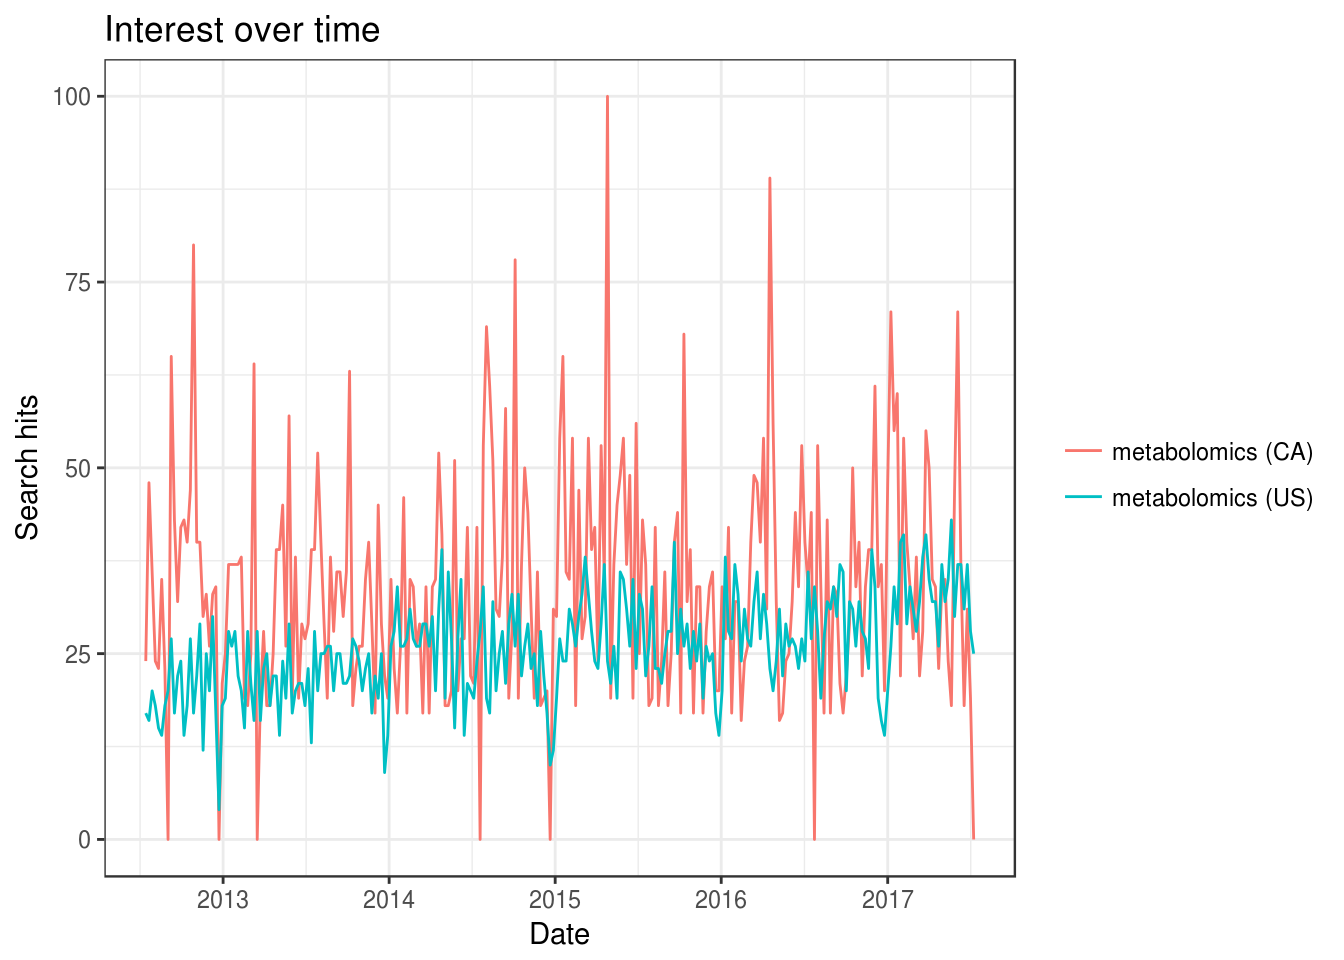 Interest over time
100
75
50
25
0
Search hits
2013 2014 2015 2016 2017
Date
metabolomics (CA)
metabolomics (US)